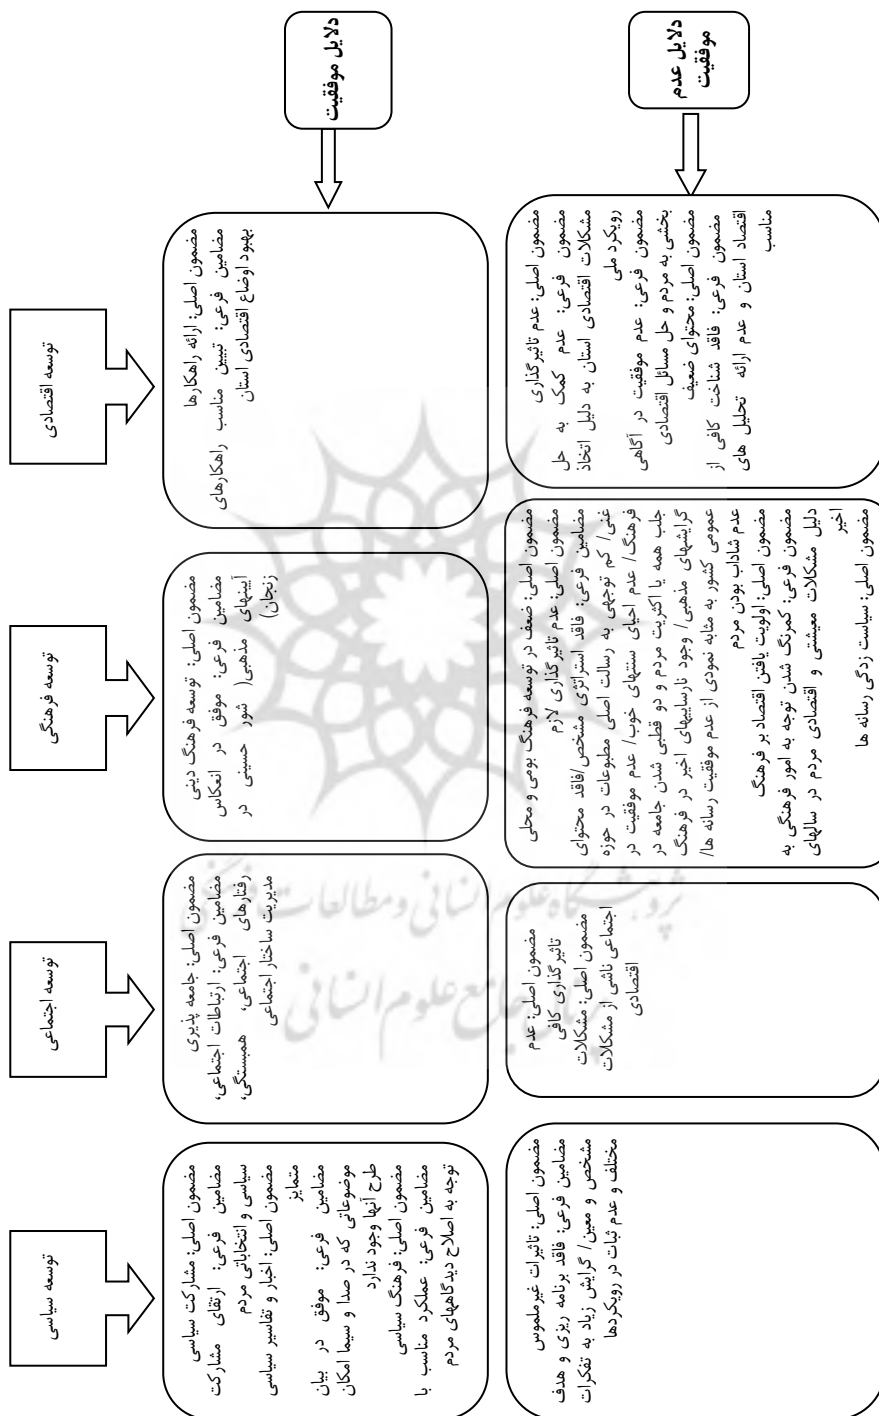 توسعه اقتصادی
توسعه فرهنگی
توسعه اجتماعی
توسعه سیاسی
دلایل موفقیت
مضمون اصلی: ارائه راهکارها
مضامین فرعی: تبیین مناسب راهکارهای
بهبود اوضاع اقتصادی استان
مضمون اصلی: توسعه فرهنگ دینی
مضامین فرعی: موفق در انعکاس
آیینهای مذهبی( شور حسینی در
زنجان)
مضمون اصلی: جامعه پذیری
مضامین فرعی: ارتباطات اجتماعی،
رفتارهای اجتماعی، همبستگی،
مدیریت ساختار اجتماعی
مضمون اصلی: مشارکت سیاسی
مضامین فرعی: ارتقای مشارکت
سیاسی و انتخاباتی مردم
مضمون اصلی: اخبار و تفاسیر سیاسی
متمایز
مضامین فرعی: موفق در بیان
موضوعاتی که در صدا و سیما امکان
طرح آنها وجود ندارد
مضمون اصلی: فرهنگ سیاسی
مضامین فرعی: عملکرد مناسب با
توجه به اصلاح دیدگاههای مردم
دلایل عدم
موفقیت
مضمون اصلی: عدم تاثیرگذاری
مضمون فرعی: عدم کمک به حل
مشکلات اقتصادی استان به دلیل اتخاذ
رویکرد ملی
مضمون فرعی: عدم موفقیت در آگاهی
بخشی به مردم و حل مسائل اقتصادی
مضمون اصلی: محتوای ضعیف
مضمون فرعی: فاقد شناخت کافی از
اقتصاد استان و عدم ارائه تحلیل های
مناسب
مضمون اصلی: ضعف در توسعه فرهنگ بومی و محلی
مضمون اصلی: عدم تاثیرگذاری لازم
مضامین فرعی: فاقد استراتژی مشخص/فاقد محتوای
غنی/ کم توجهی به رسالت اصلی مطبوعات در حوزه
فرهنگ/ عدم احیای سنتهای خوب/ عدم موفقیت در
جلب همه یا اکثریت مردم و دو قطبی شدن جامعه در
گرایشهای مذهبی/ وجود نارساییهای اخیر در فرهنگ
عمومی کشور به مثابه نمودی از عدم موفقیت رسانه ها/
عدم شاداب بودن مردم
مضمون اصلی: اولویت یافتن اقتصاد بر فرهنگ
مضمون فرعی: کمرنگ شدن توجه به امور فرهنگی به
دلیل مشکلات معیشتی و اقتصادی مردم در سالهای
اخیر
مضمون اصلی: سیاست زدگی رسانه ها
مضمون اصلی: عدم
تاثیرگذاری کافی
مضمون اصلی: مشکلات
اجتماعی ناشی از مشکلات
اقتصادی
مضمون اصلی: تاثیرات غیرملموس
مضامین فرعی: فاقد برنامه ریزی و هدف
مشخص و معین/ گرایش زیاد به تفکرات
مختلف و عدم ثبات در رویکردها
پژوهشگاه علوم انسانی و مطالعات فرهنگی
پرتال جامع علوم انسانی